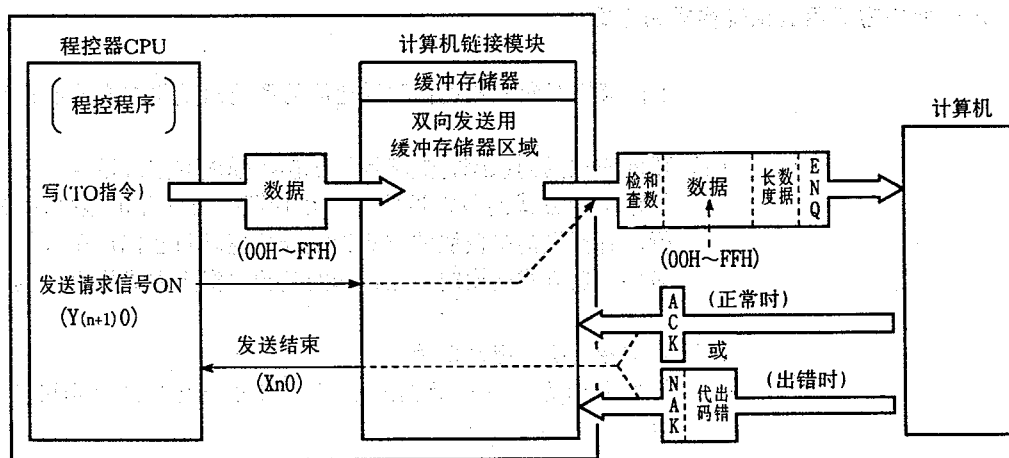 程控器CPU
程控程序
写(TO指令)
数据
(00H～FFH)
发送请求信号ON
(Y(n+1)0)
发送结束
(Xn0)
计算机链接模块
缓冲存储器
双向发送用
缓冲存储器区域
和数检查
数据
数据长度
ENQ
(00H～FFH)
ACK
(正常时)
或
NAK
出错代码
(出错时)
计算机